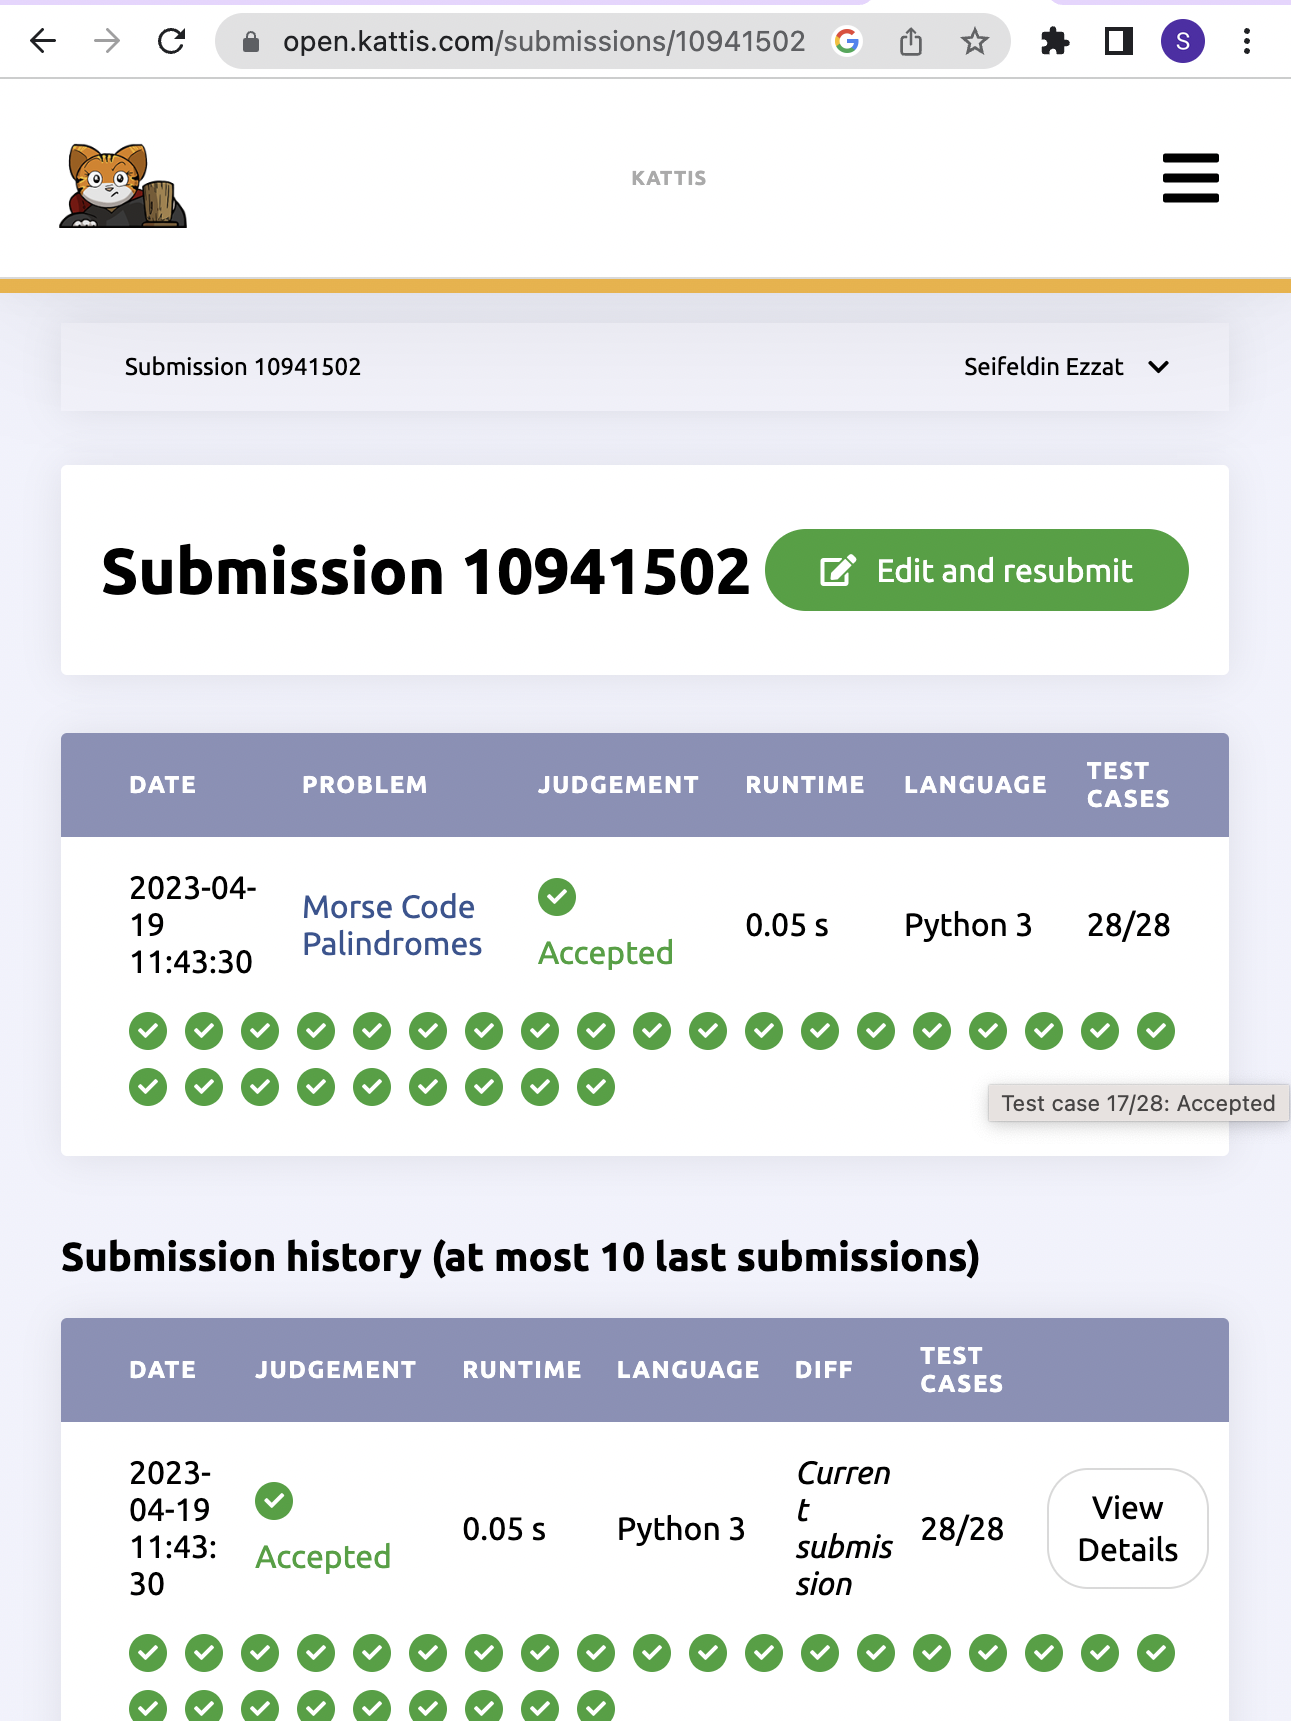 open.kattis.com/submissions/10941502
S
KATTIS
Submission 10941502
Seifeldin Ezzat
Submission 10941502
Edit and resubmit
DATE PROBLEM JUDGEMENT RUNTIME LANGUAGE TEST CASES
2023-04-
19
11:43:30
Morse Code
Palindromes
Accepted
0.05 s
Python 3
28/28
Test case 17/28: Accepted
Submission history (at most 10 last submissions)
DATE JUDGEMENT RUNTIME LANGUAGE DIFF TEST CASES
2023-
04-19
11:43:
30
Accepted
0.05 s
Python 3
Curren
t
submis
sion
28/28
View
Details